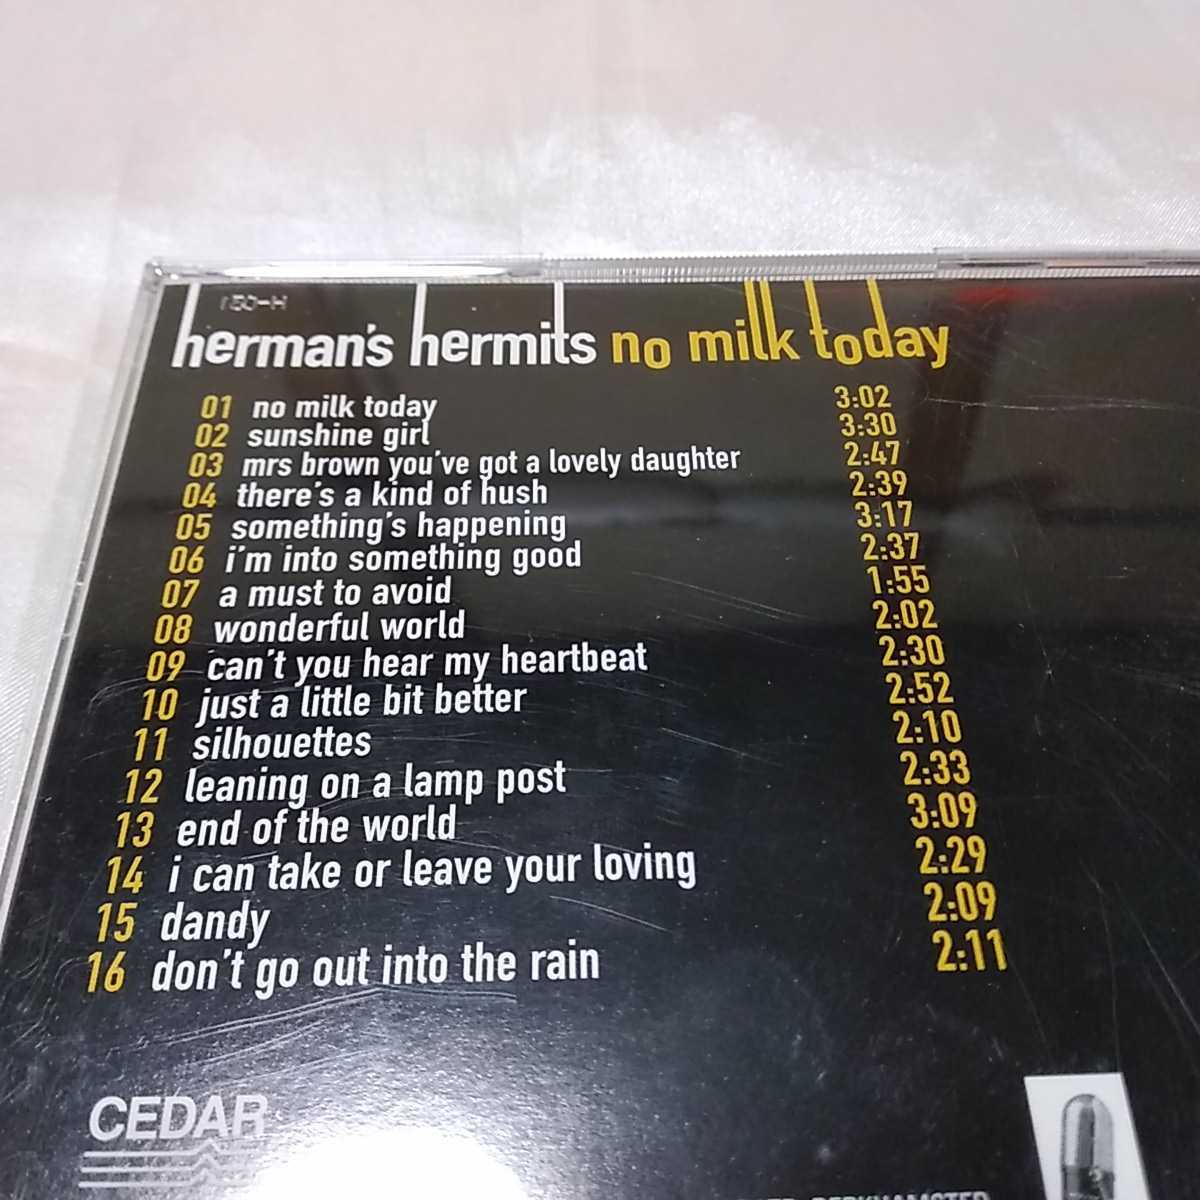 herman's hermits no milk today
01 no milk today 3:02
02 sunshine girl 3:30
03 mrs brown you've got a lovely daughter 2:47
04 there's a kind of hush 2:39
05 something's happening 3:17
06 i'm into something good 2:37
07 a must to avoid 1:55
08 wonderful world 2:02
09 can't you hear my heartbeat 2:30
10 just a little bit better 2:52
11 silhouettes 2:10
12 leaning on a lamp post 2:33
13 end of the world 3:09
14 i can take or leave your loving 2:29
15 dandy 2:09
16 don't go out into the rain 2:11
CEDAR